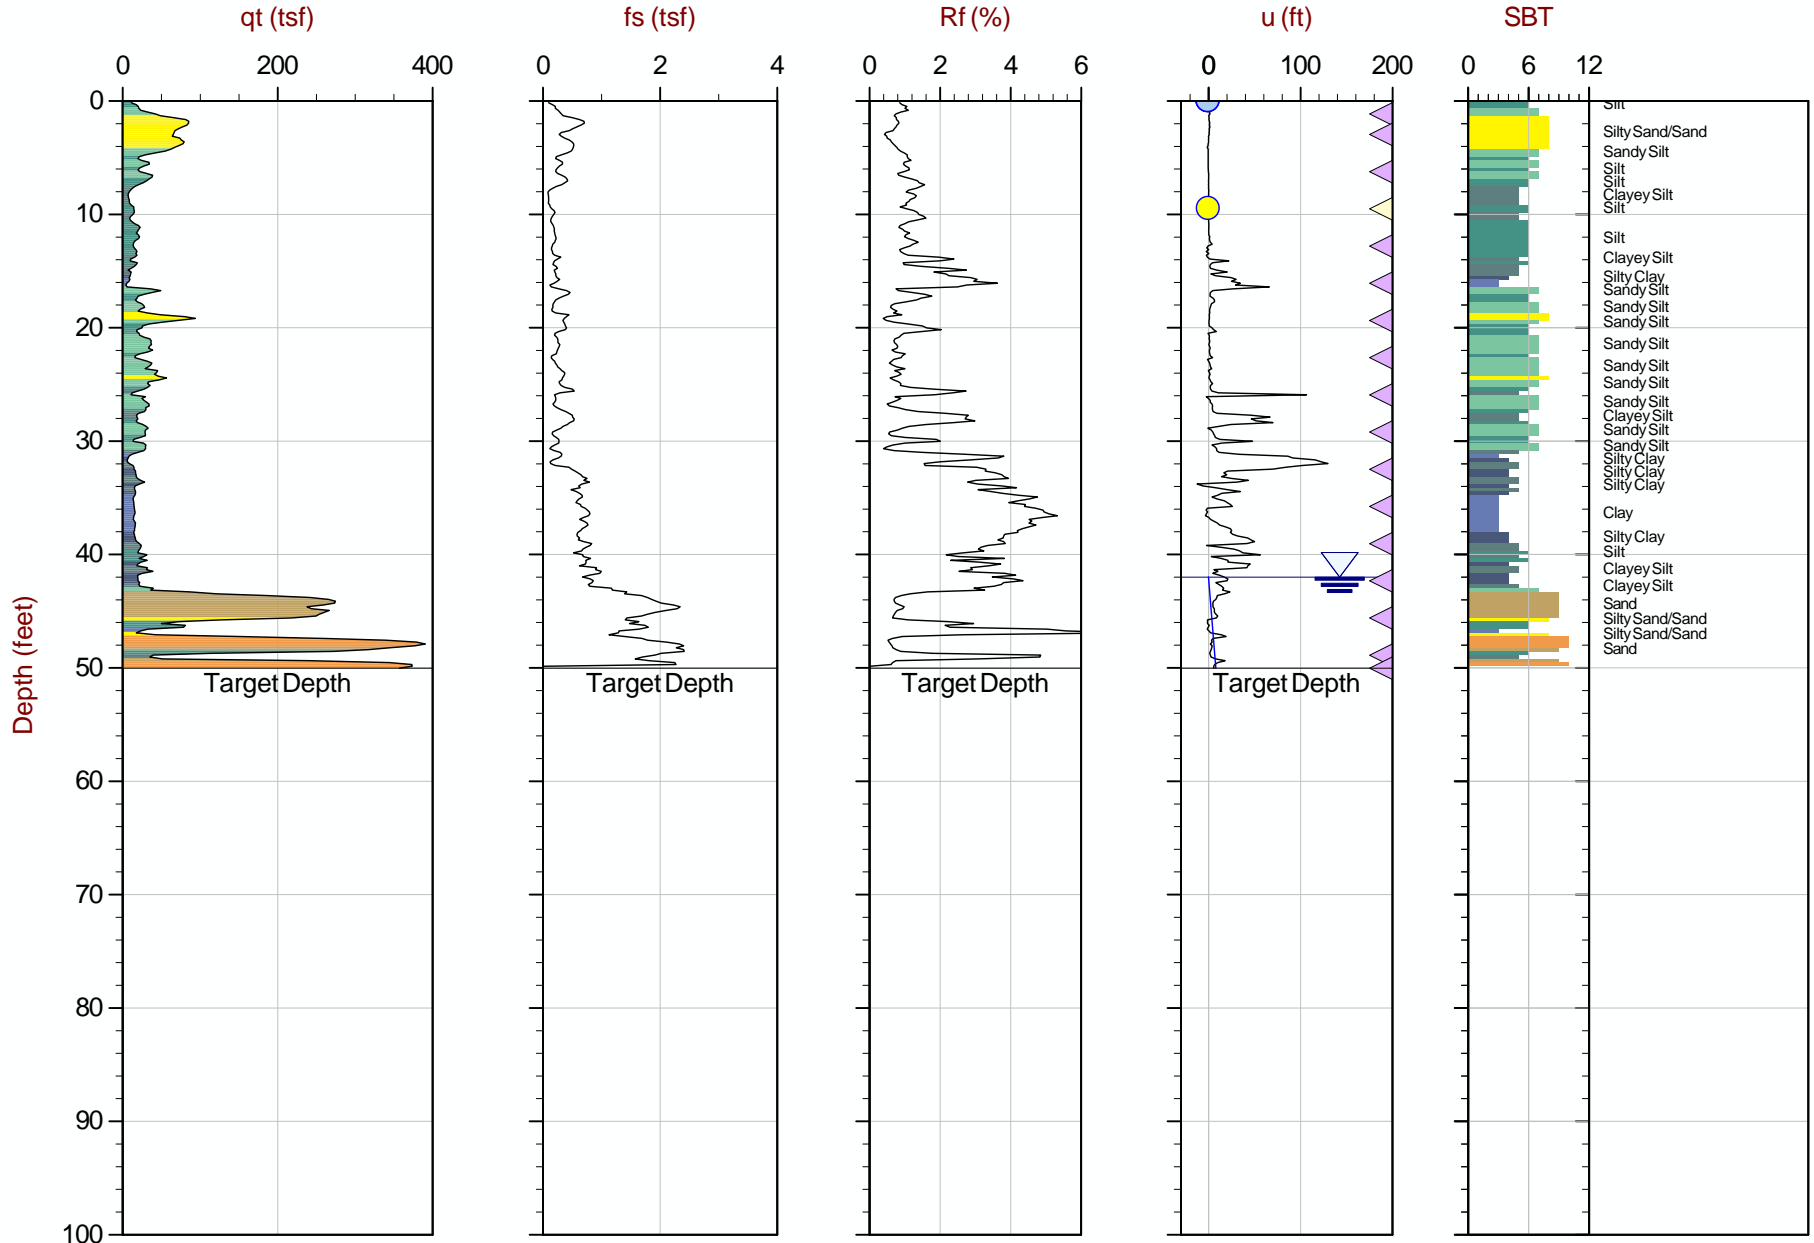 qt (tsf) fs (tsf) Rf (%) u (ft) SBT
0 200 400 0 2 4 0 2 4 6 0 100 200 0 6 12
0
10
20
30
40
50
60
70
80
90
100
Depth (feet)
Target Depth Target Depth Target Depth Target Depth
Silt
Silty Sand/Sand
Sandy Silt
Silt
Silt
Clayey Silt
Silt
Silt
Clayey Silt
Silty Clay
Sandy Silt
Sandy Silt
Sandy Silt
Sandy Silt
Sandy Silt
Sandy Silt
Sandy Silt
Clayey Silt
Sandy Silt
Sandy Silt
Silty Clay
Silty Clay
Silty Clay
Clay
Silty Clay
Silt
Clayey Silt
Clayey Silt
Sand
Silty Sand/Sand
Silty Sand/Sand
Sand